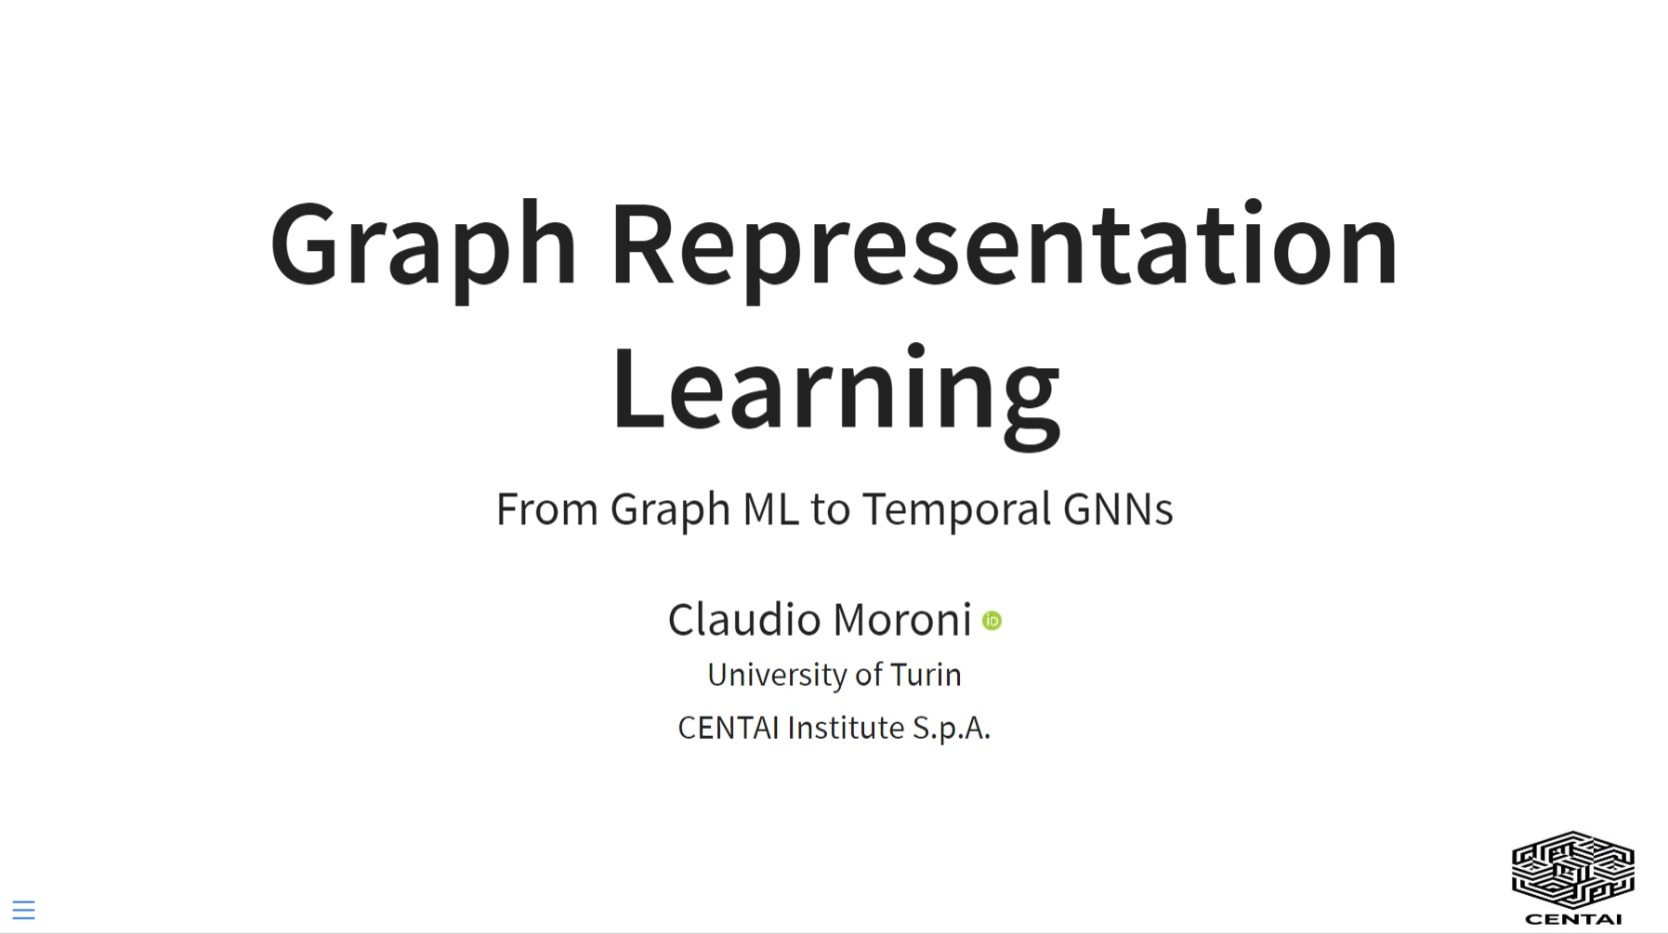 Graph Representation
Learning
From Graph ML to Temporal GNNs
Claudio Moroni iD
University of Turin
CENTAI Institute S.p.A.
CENTAI